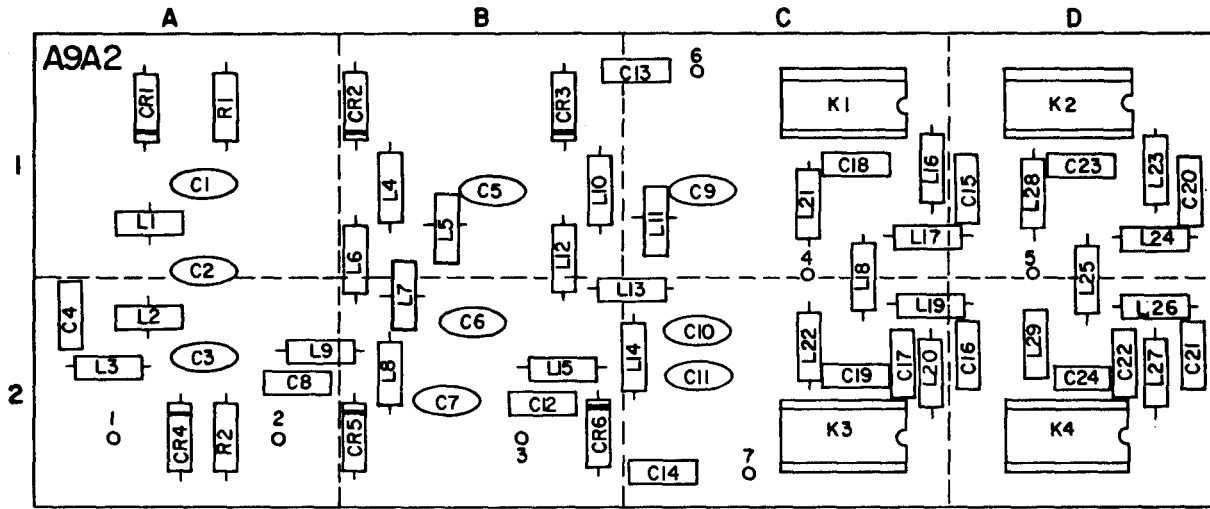 A B C D
A9A2
1
2
CR1 R1 CR2 CR3 C13 6 K1 K2
C1 L4 C5 L10 C9 L21 C18 L16 C15 L28 C23 L23 C20
L1 L5 L11 L17 L24
C2 L6 L12 4 L18 5 L25
C4 L2 L7 L13 L19 L26
C6 C10
L3 C3 L9 L8 L15 L14 C11 L22 C19 C17 L20 C16 L29 C24 C22 L27 C21
C8 C7 C12
1 CR4 R2 2 CR5 3 CR6 K3 K4
C14 7